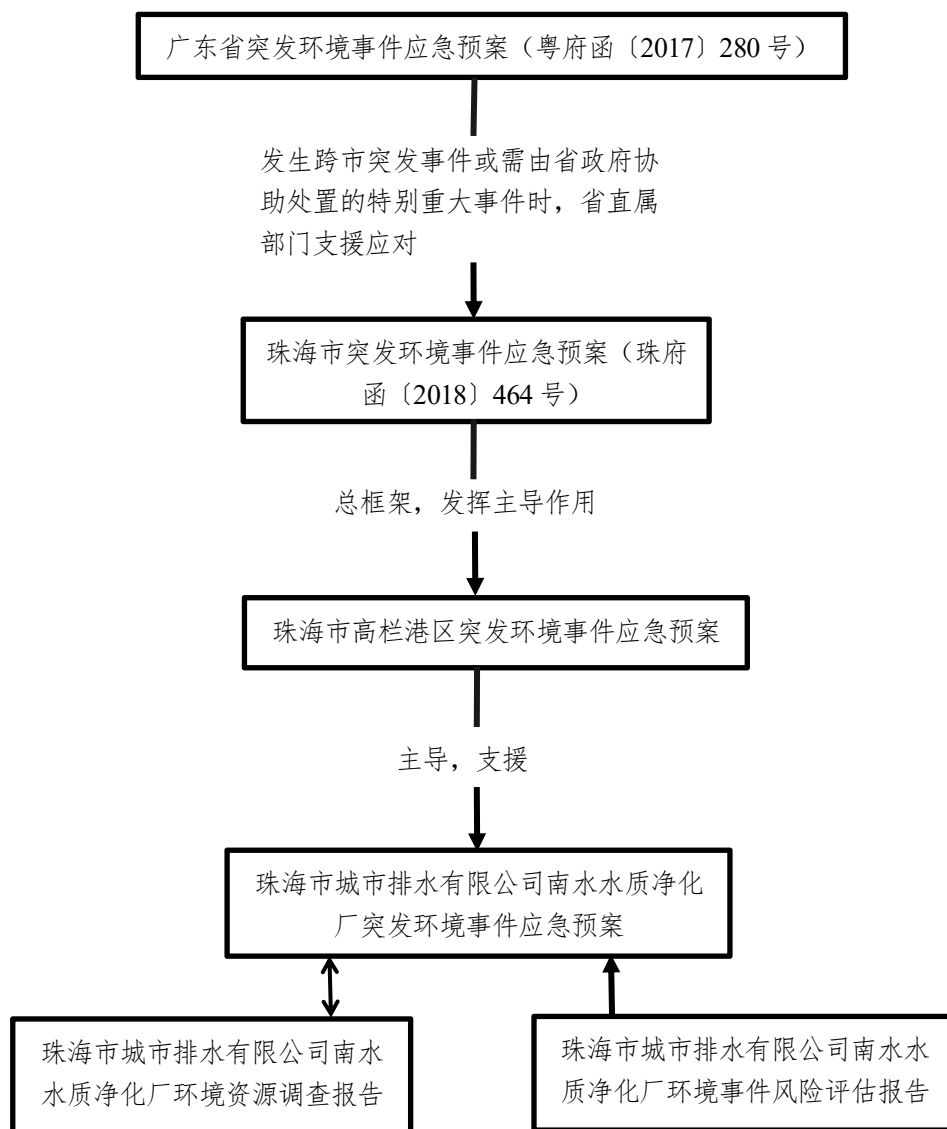 广东省突发环境事件应急预案（粤府函〔2017〕280 号）
发生跨市突发事件或需由省政府协
助处置的特别重大事件时，省直属
部门支援应对
珠海市突发环境事件应急预案（珠府
函〔2018〕464 号）
总框架，发挥主导作用
珠海市高栏港区突发环境事件应急预案
主导，支援
珠海市城市排水有限公司南水水质净化
厂突发环境事件应急预案
珠海市城市排水有限公司南水
水质净化厂环境资源调查报告
珠海市城市排水有限公司南水水
质净化厂环境事件风险评估报告